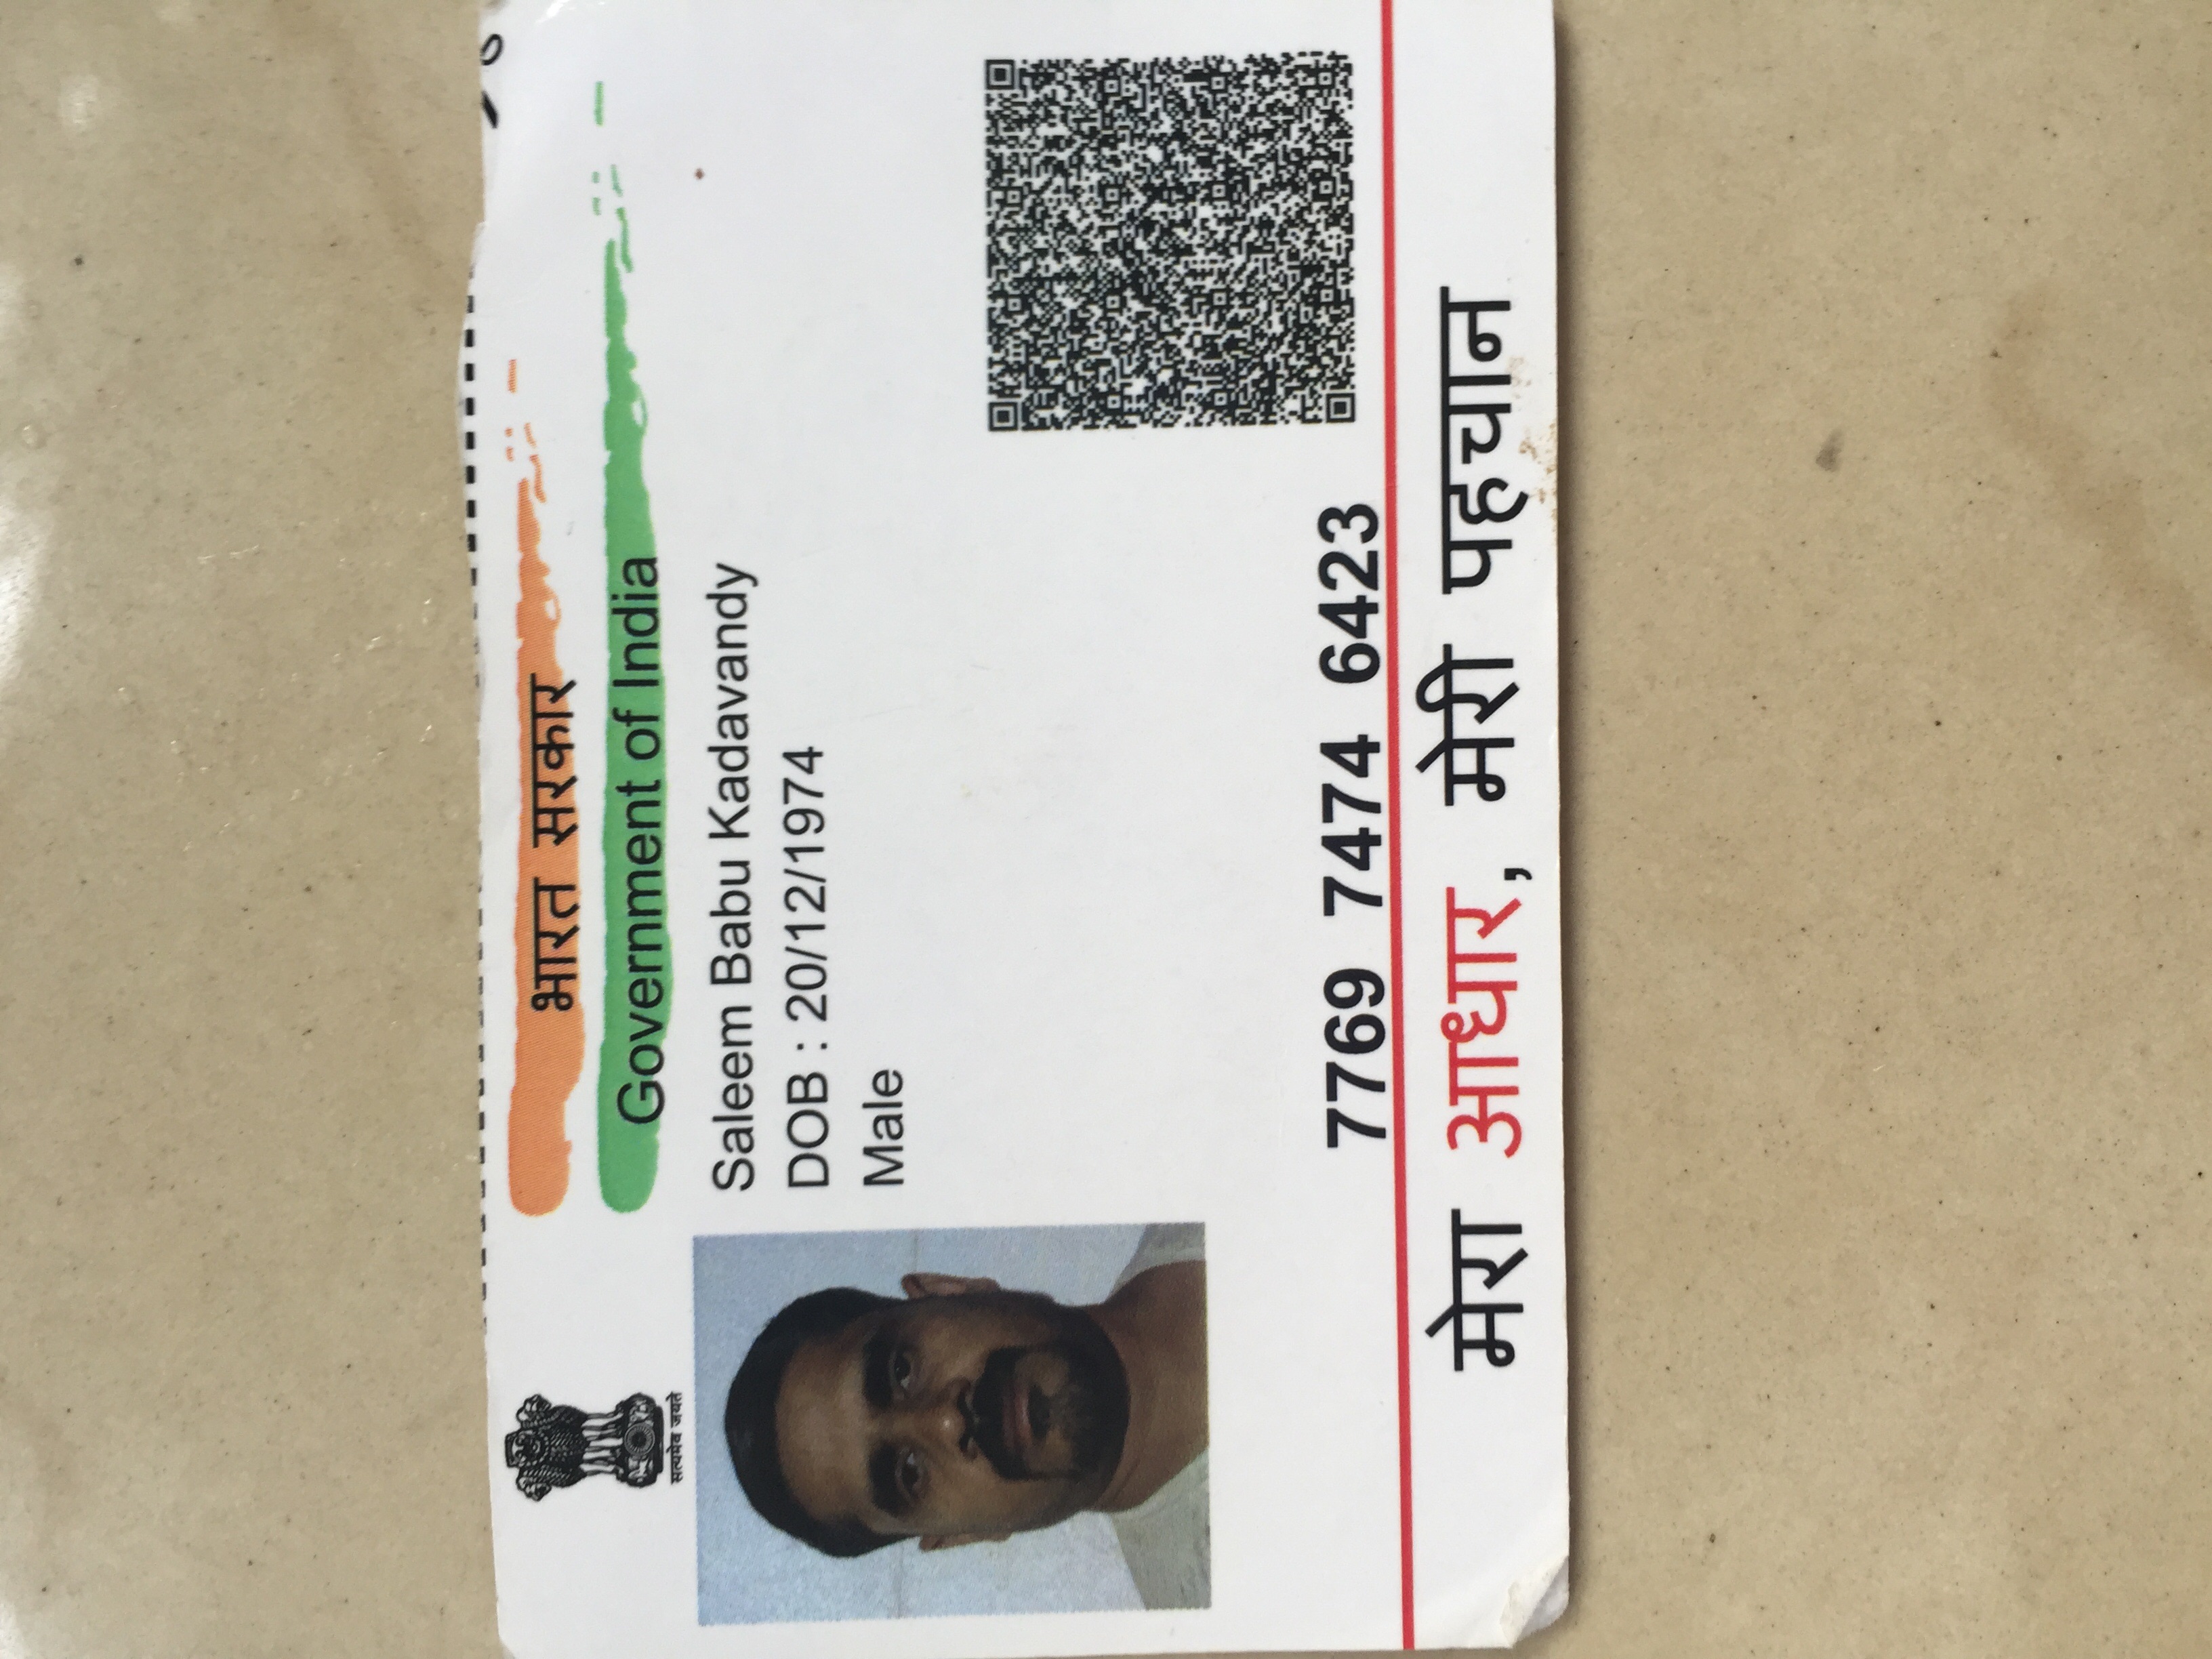 भारत सरकार
Government of India
सत्यमेव जयते
Saleem Babu Kadavandy
DOB : 20/12/1974
Male
7769 7474 6423
मेरा आधार, मेरी पहचान